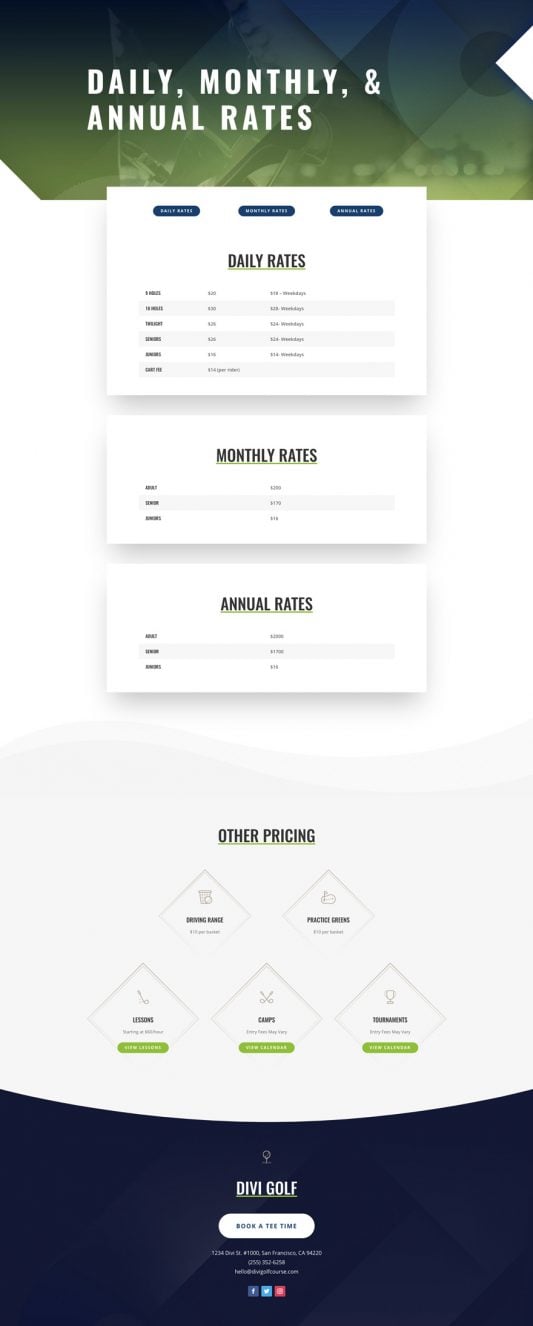 DAILY, MONTHLY, &
ANNUAL RATES
DAILY RATES
MONTHLY RATES
ANNUAL RATES
DAILY RATES
9 HOLES $20 $18 - Weekdays
18 HOLES $30 $28- Weekdays
TWILIGHT $26 $24- Weekdays
SENIORS $26 $24- Weekdays
JUNIORS $16 $14- Weekdays
CART FEE $14 (per rider)
MONTHLY RATES
ADULT $200
SENIOR $170
JUNIORS $16
ANNUAL RATES
ADULT $2000
SENIOR $1700
JUNIORS $16
OTHER PRICING
DRIVING RANGE
$10 per basket
PRACTICE GREENS
$10 per basket
LESSONS
Starting at $60/hour
VIEW LESSONS
CAMPS
Entry Fees May Vary
VIEW CALENDAR
TOURNAMENTS
Entry Fees May Vary
VIEW CALENDAR
DIVI GOLF
BOOK A TEE TIME
1234 Divi St. #1000, San Francisco, CA 94220
(255) 352-6258
hello@divigolfcourse.com